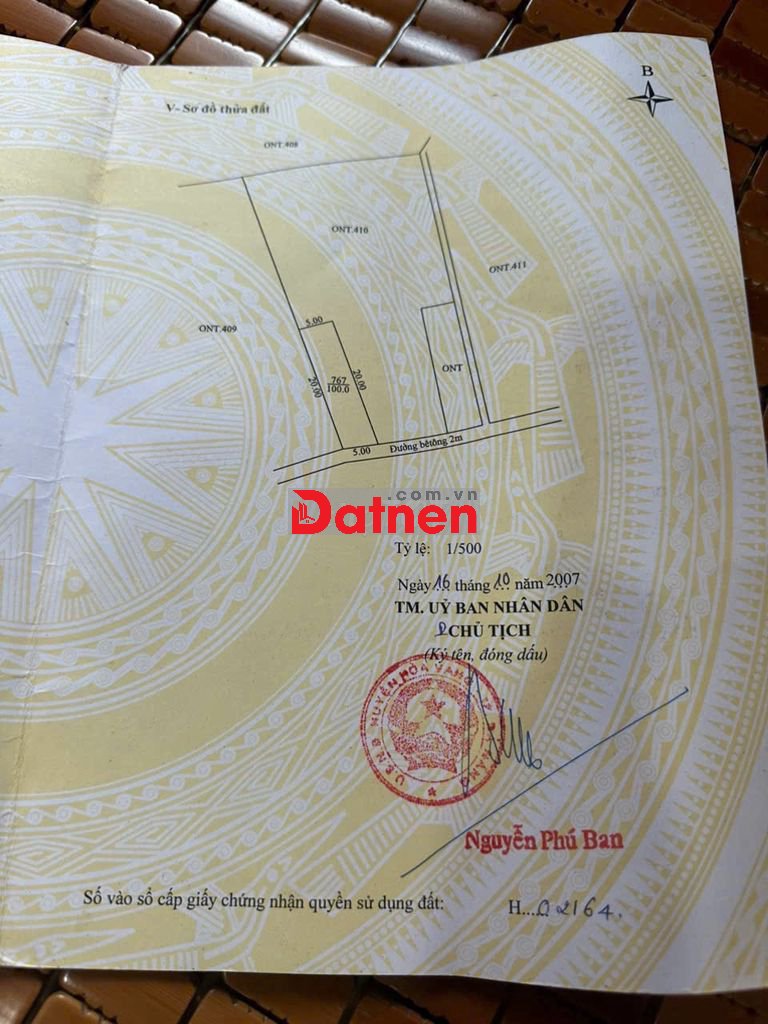 B
V- Sơ đồ thửa đất
ONT.408
ONT.410
ONT.411
ONT.409
5.00
20.00
767
100.0
20.00
ONT
5.00
Đường bêtông 2m
.com.vn
Datnen
Tỷ lệ: 1/500
Ngày 16 tháng 10 năm 2007
TM. UỶ BAN NHÂN DÂN
CHỦ TỊCH
(Ký tên, đóng dấu)
U.B.N.D HUYỆN HÒA VANG
Nguyễn Phú Ban
Số vào sổ cấp giấy chứng nhận quyền sử dụng đất: H...02164.